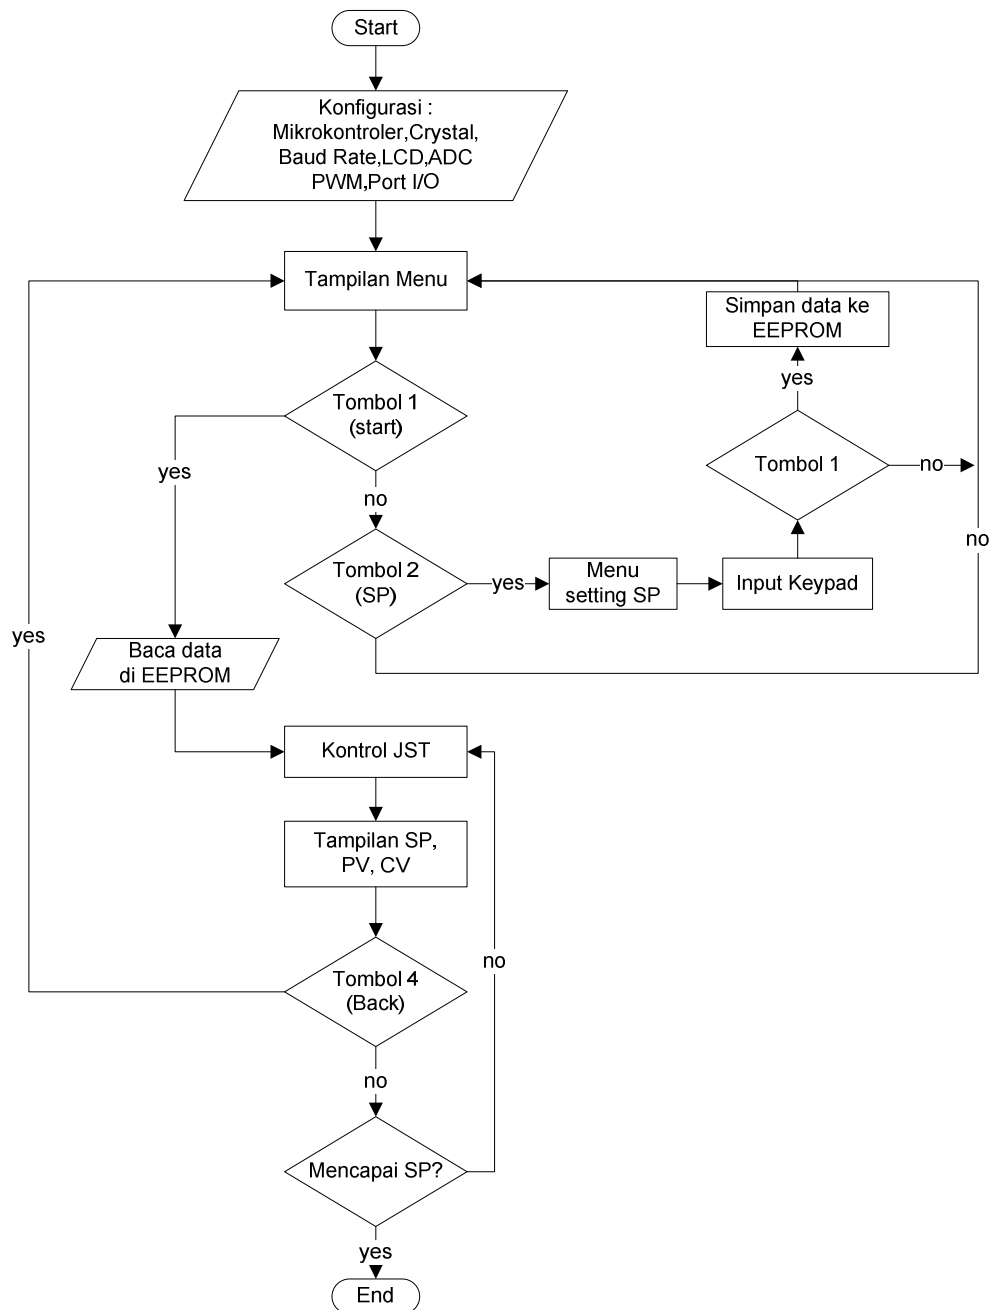 Start
Konfigurasi :
Mikrokontroler,Crystal,
Baud Rate,LCD,ADC
PWM,Port I/O
Tampilan Menu
Simpan data ke
EEPROM
yes
Tombol 1
(start)
yes
Tombol 1
no
no
no
Tombol 2
(SP)
yes
Menu
setting SP
Input Keypad
yes
Baca data
di EEPROM
Kontrol JST
Tampilan SP,
PV, CV
no
Tombol 4
(Back)
no
Mencapai SP?
yes
End